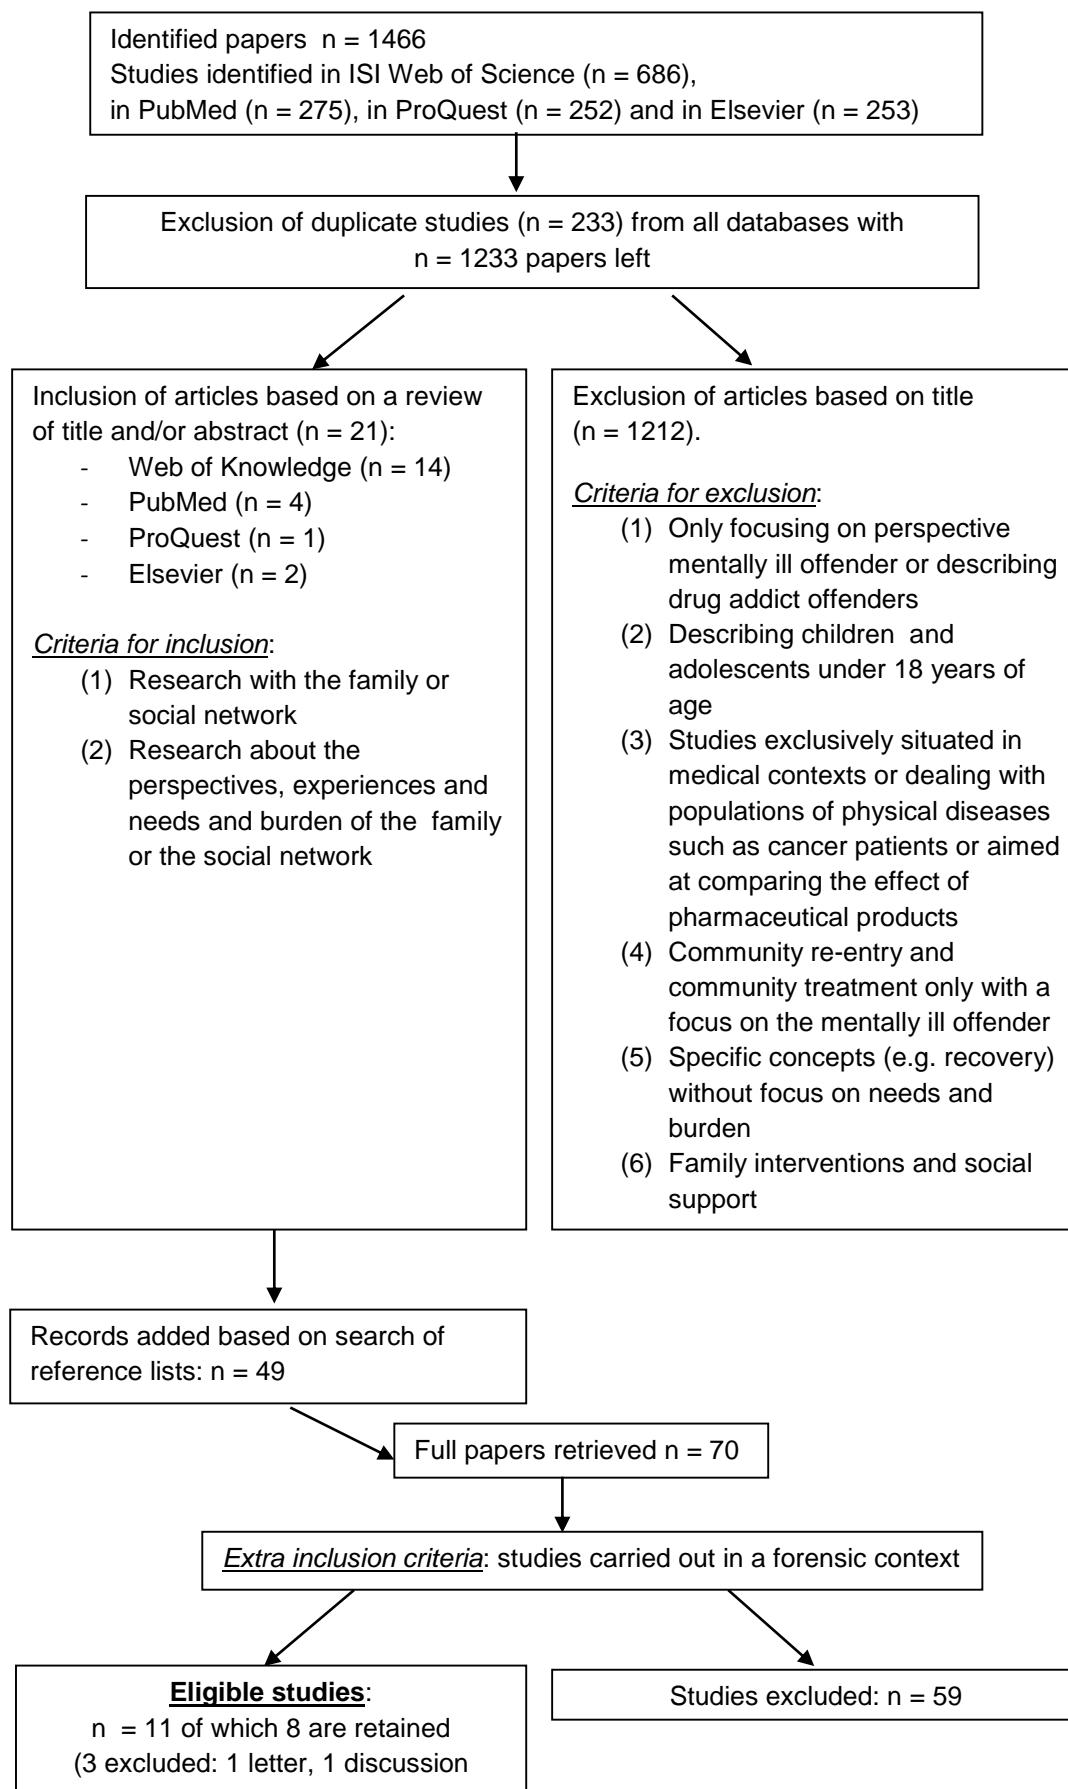 Identified papers  n = 1466
Studies identified in ISI Web of Science (n = 686),
in PubMed (n = 275), in ProQuest (n = 252) and in Elsevier (n = 253)
Exclusion of duplicate studies (n = 233) from all databases with
n = 1233 papers left
Inclusion of articles based on a review
of title and/or abstract (n = 21):
- Web of Knowledge (n = 14)
- PubMed (n = 4)
- ProQuest (n = 1)
- Elsevier (n = 2)
Criteria for inclusion:
(1) Research with the family or
social network
(2) Research about the
perspectives, experiences and
needs and burden of the  family
or the social network
Exclusion of articles based on title
(n = 1212).
Criteria for exclusion:
(1) Only focusing on perspective
mentally ill offender or describing
drug addict offenders
(2) Describing children  and
adolescents under 18 years of
age
(3) Studies exclusively situated in
medical contexts or dealing with
populations of physical diseases
such as cancer patients or aimed
at comparing the effect of
pharmaceutical products
(4) Community re-entry and
community treatment only with a
focus on the mentally ill offender
(5) Specific concepts (e.g. recovery)
without focus on needs and
burden
(6) Family interventions and social
support
Records added based on search of
reference lists: n = 49
Full papers retrieved n = 70
Extra inclusion criteria: studies carried out in a forensic context
Eligible studies:
n  = 11 of which 8 are retained
(3 excluded: 1 letter, 1 discussion
Studies excluded: n = 59